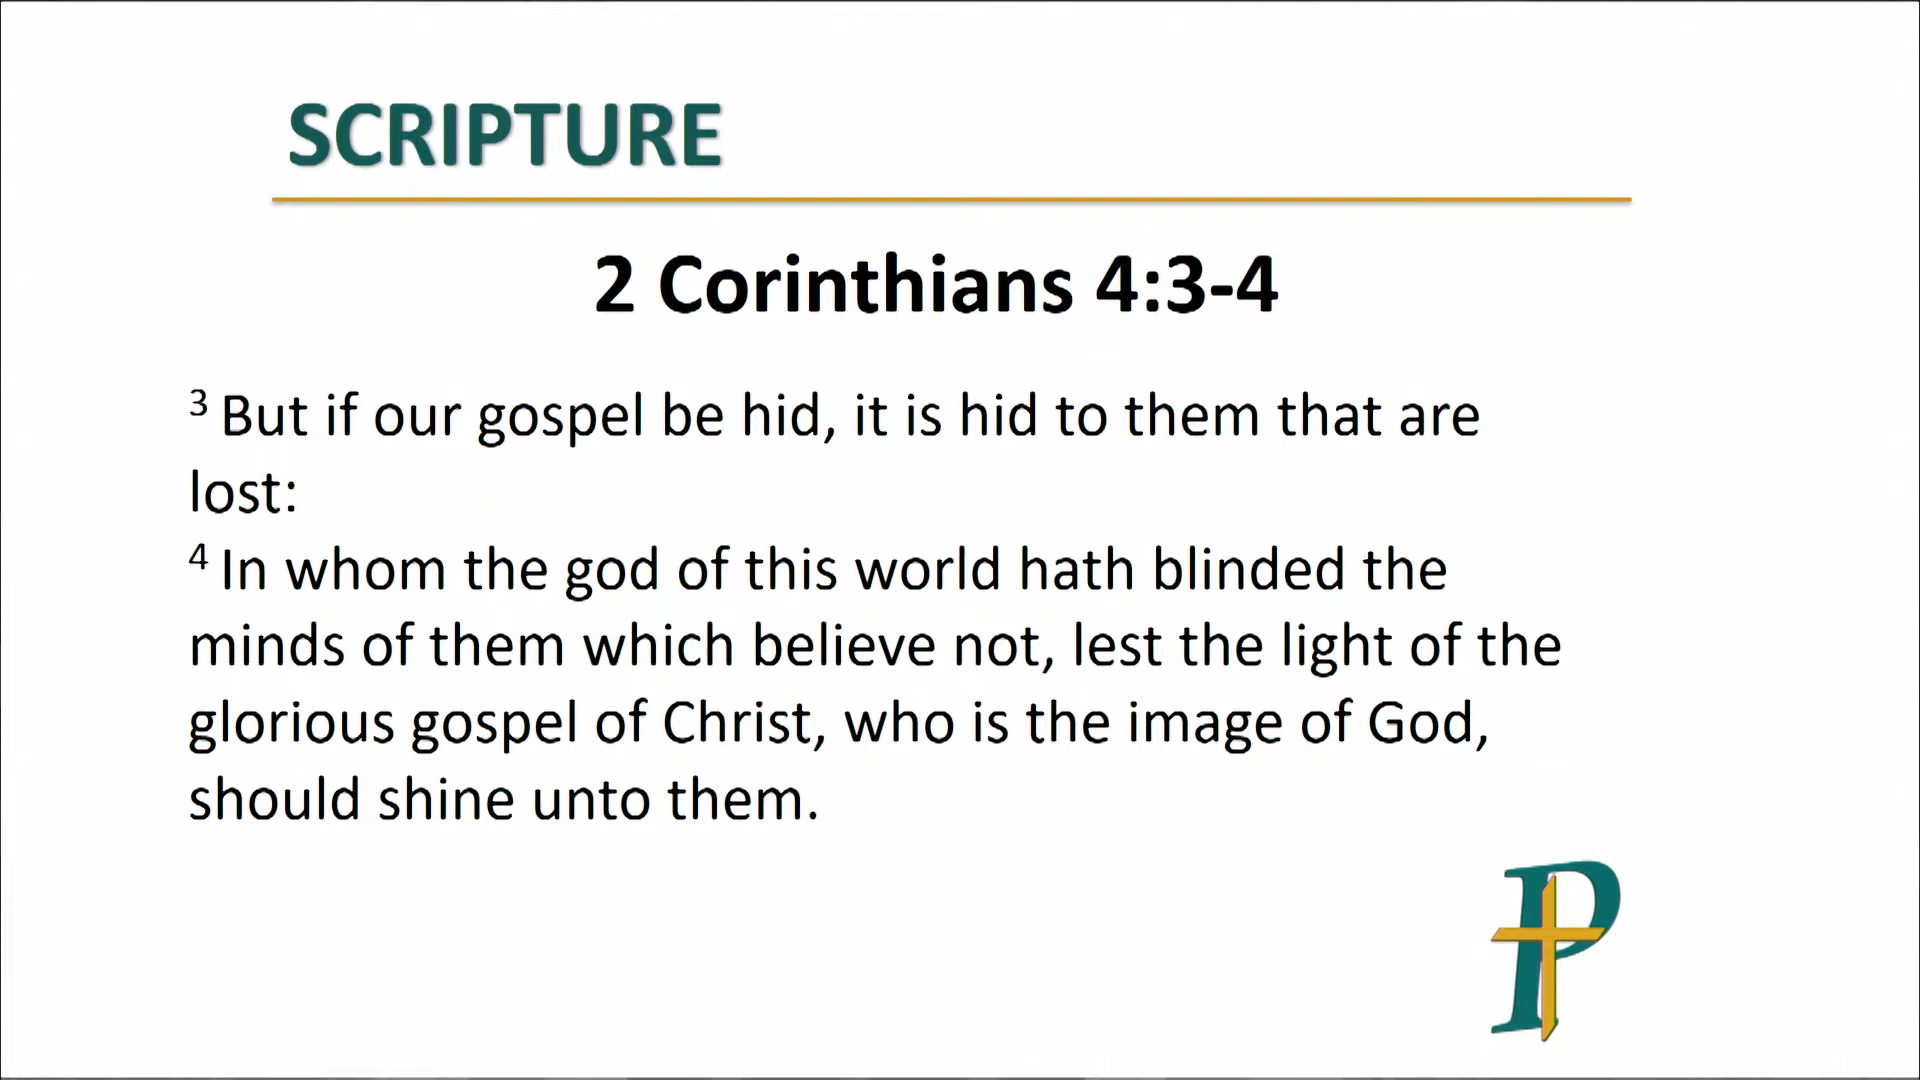 SCRIPTURE
2 Corinthians 4:3-4
3 But if our gospel be hid, it is hid to them that are
lost:
4 In whom the god of this world hath blinded the
minds of them which believe not, lest the light of the
glorious gospel of Christ, who is the image of God,
should shine unto them.
P